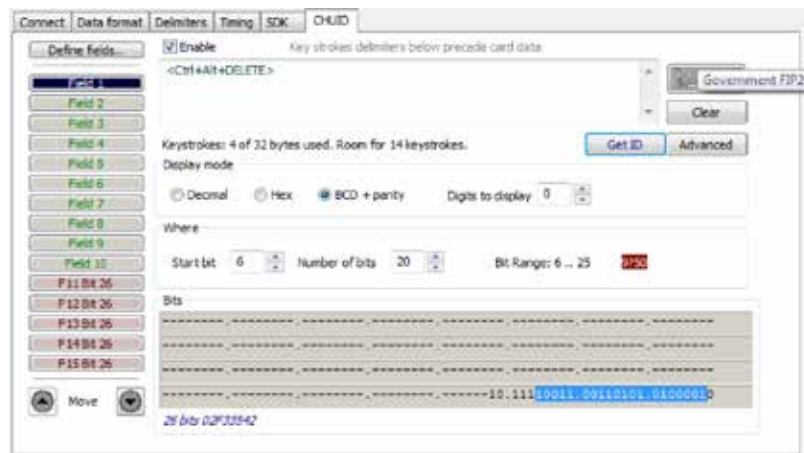 Connect Data format Delimiters Timing SDK CHUID
Define fields...
Enable Key strokes delimiters below precede card data
<Ctrl+Alt+DELETE>
Government FIP2
Clear
Field 1
Field 2
Field 3
Field 4
Field 5
Field 6
Field 7
Field 8
Field 9
Field 10
F11 Bit 26
F12 Bit 26
F13 Bit 26
F14 Bit 26
F15 Bit 26
Move
Keystrokes: 4 of 32 bytes used. Room for 14 keystrokes.
Get ID Advanced
Display mode
Decimal Hex BCD + parity Digits to display 0
Where
Start bit 6 Number of bits 20 Bit Range: 6 ... 25
Bits
--------.--------.--------.--------.--------.--------.--------.--------
--------.--------.--------.--------.--------.--------.--------.--------
--------.--------.--------.--------.--------.--------.--------.--------
--------.--------.--------.--------.------10.11110011.00110101.01000010
26 bits 02F33542